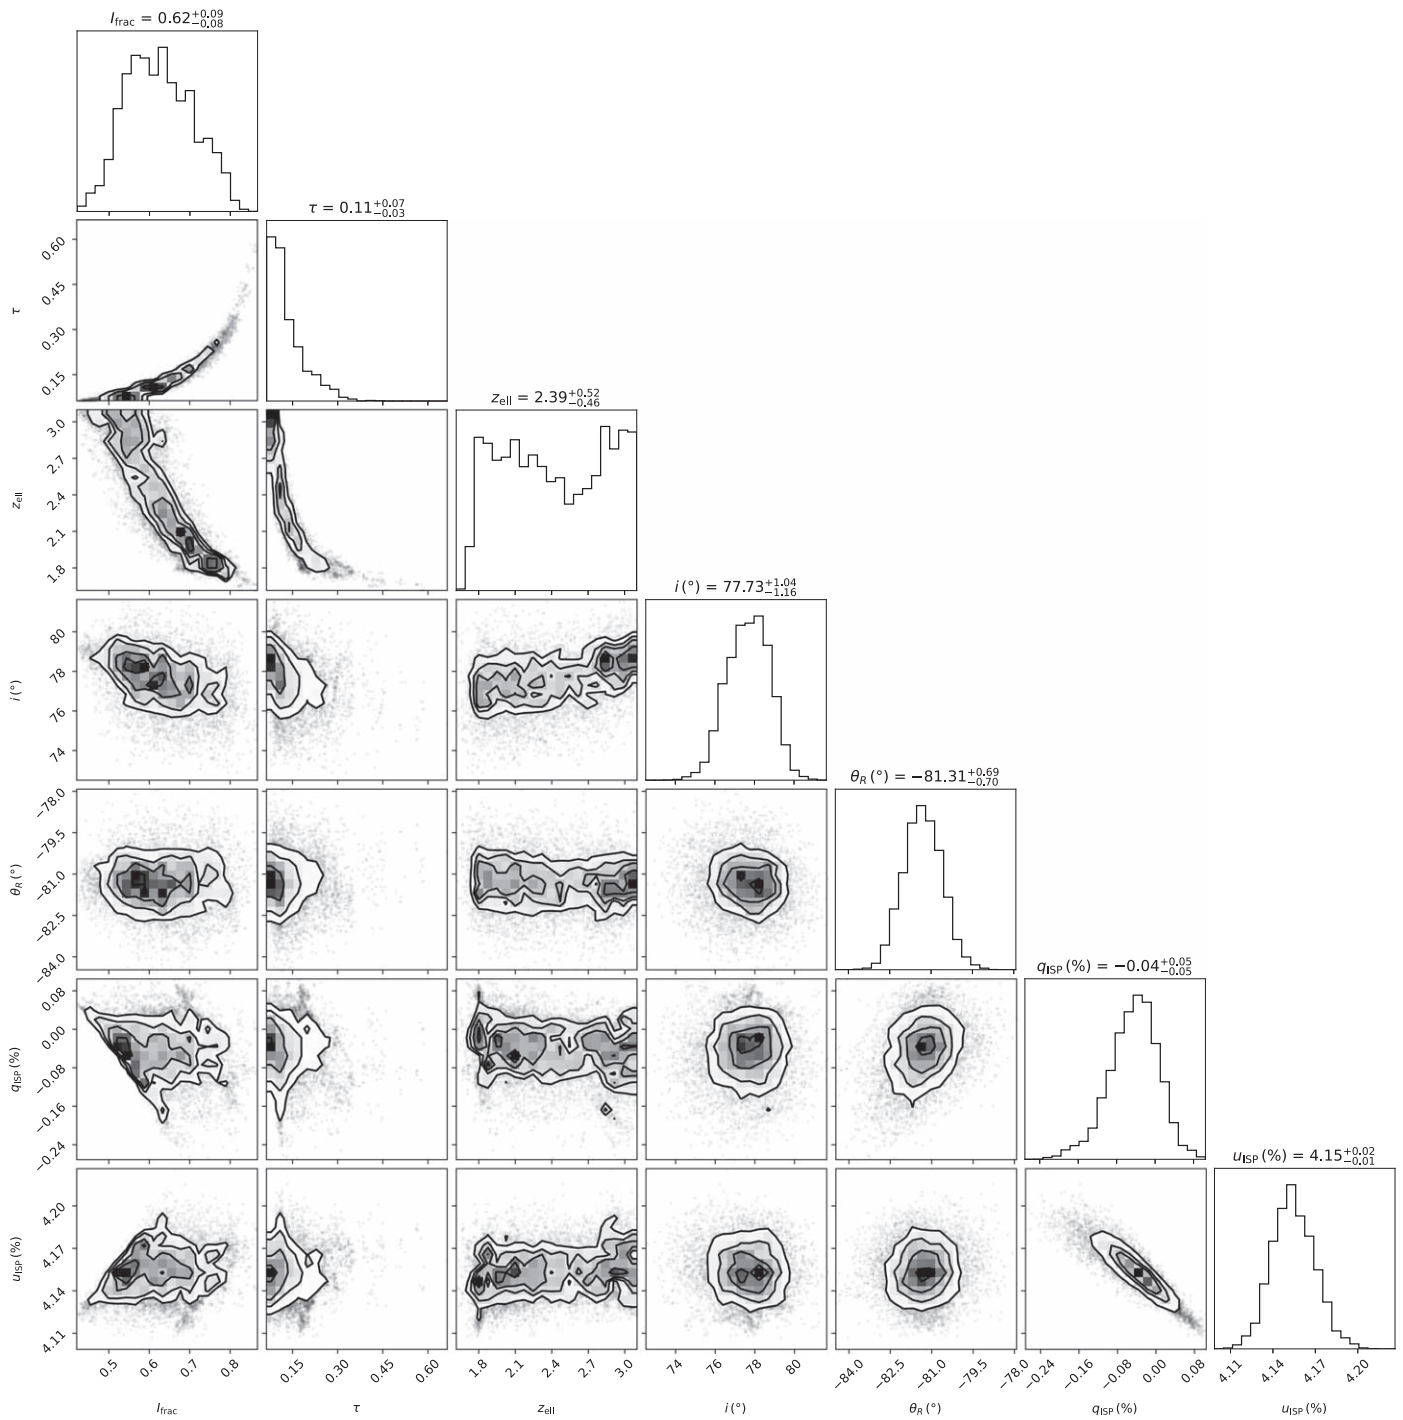 I_frac = 0.62 +0.09 −0.08
τ = 0.11 +0.07 −0.03
0.60
0.45
0.30
0.15
τ
z_ell = 2.39 +0.52 −0.46
3.0
2.7
2.4
2.1
1.8
z_ell
i (°) = 77.73 +1.04 −1.16
80
78
76
74
i (°)
θ_R (°) = −81.31 +0.69 −0.70
−78.0
−79.5
−81.0
−82.5
−84.0
θ_R (°)
q_ISP (%) = −0.04 +0.05 −0.05
0.08
0.00
−0.08
−0.16
−0.24
q_ISP (%)
u_ISP (%) = 4.15 +0.02 −0.01
4.20
4.17
4.14
4.11
u_ISP (%)
0.5 0.6 0.7 0.8 0.15 0.30 0.45 0.60 1.8 2.1 2.4 2.7 3.0 74 76 78 80 −84.0 −82.5 −81.0 −79.5 −78.0 −0.24 −0.16 −0.08 0.00 0.08 4.11 4.14 4.17 4.20
I_frac τ z_ell i (°) θ_R (°) q_ISP (%) u_ISP (%)